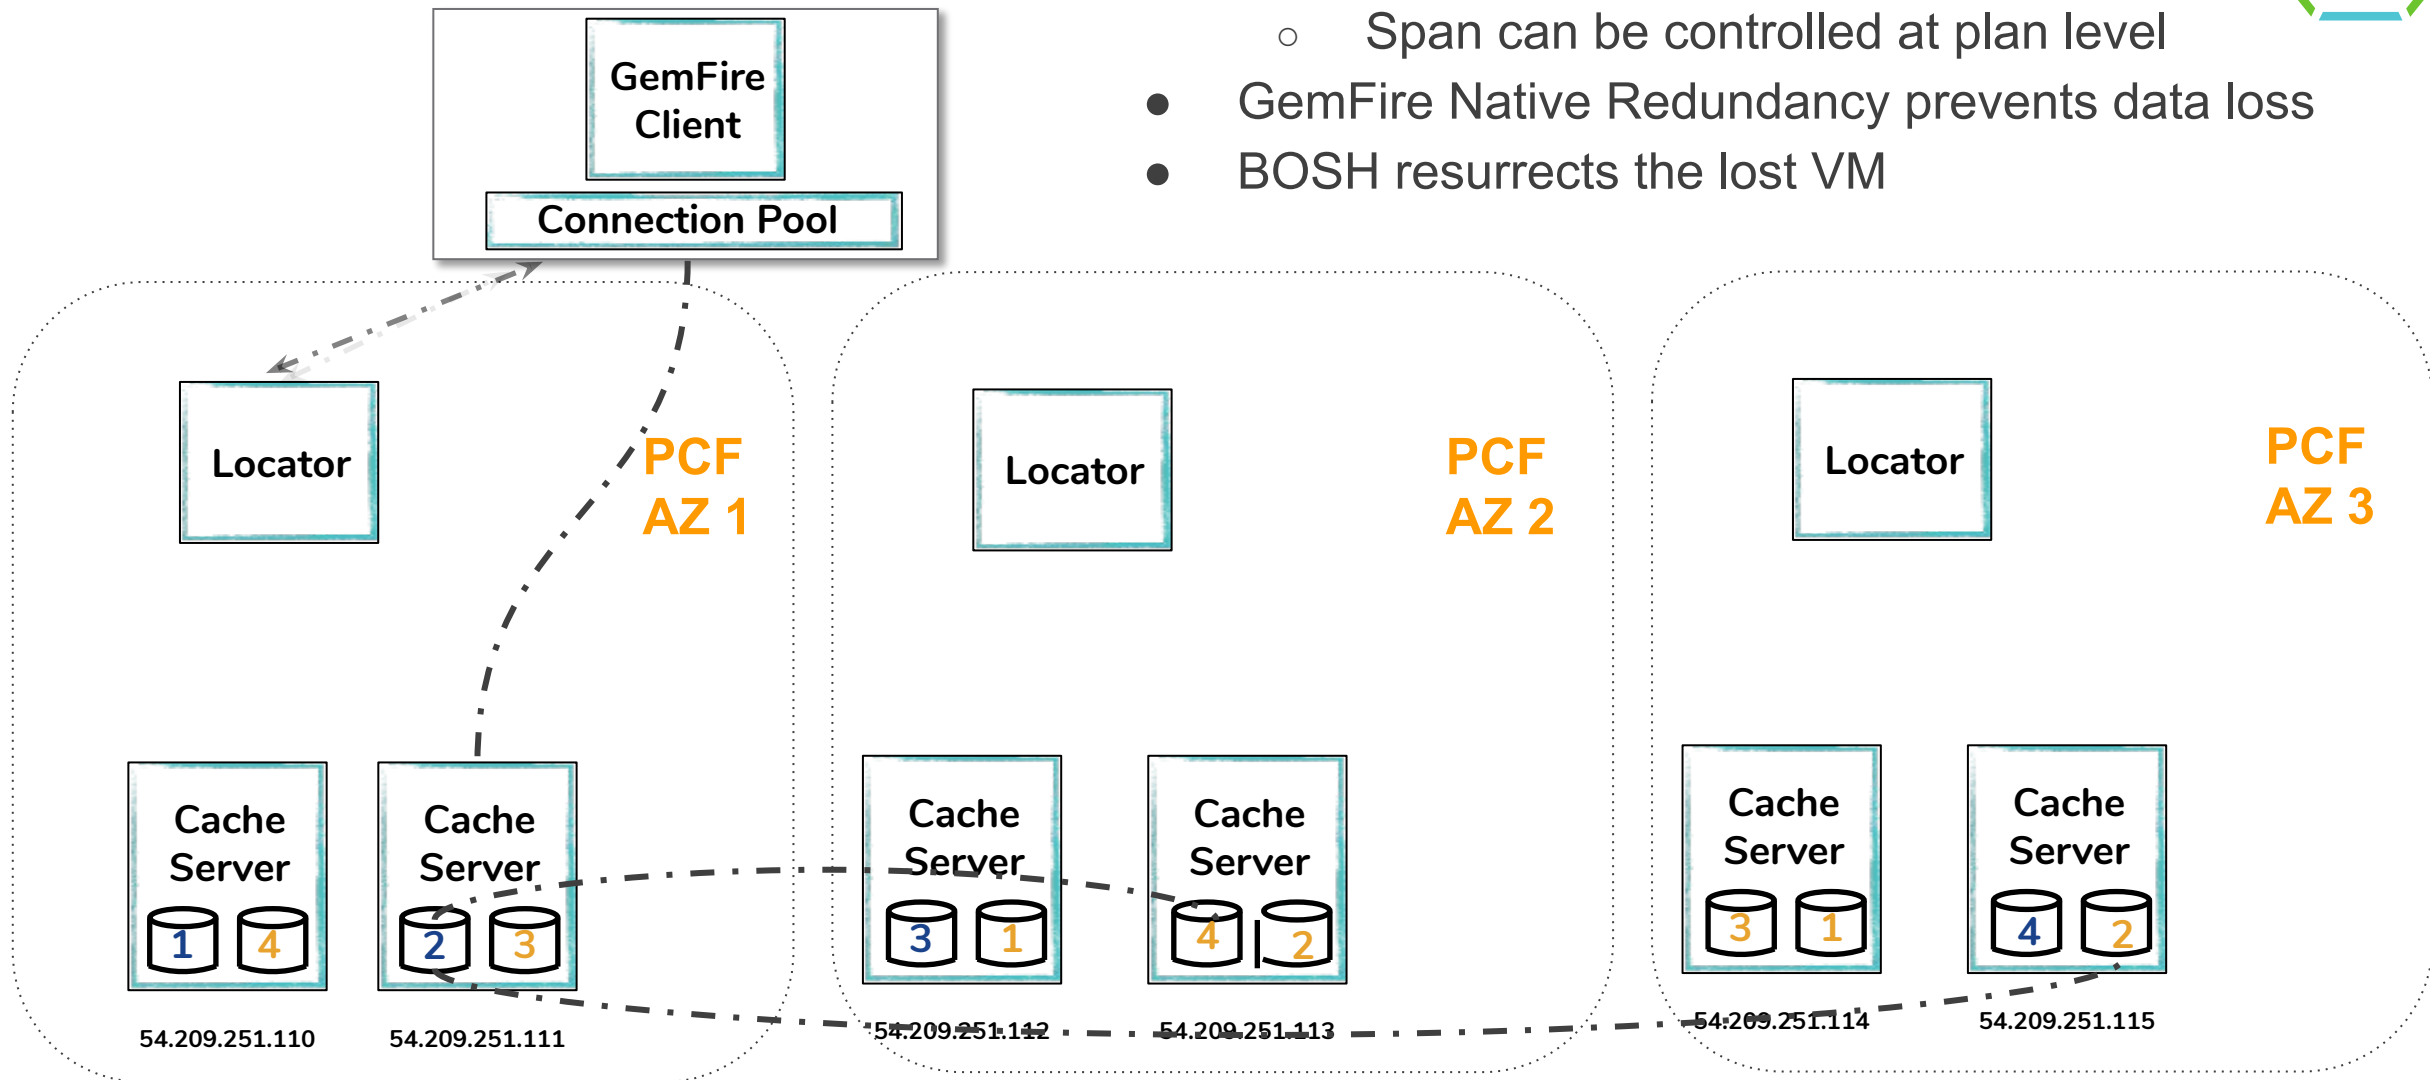 ○ Span can be controlled at plan level
● GemFire Native Redundancy prevents data loss
● BOSH resurrects the lost VM
GemFire
Client
Connection Pool
Locator
PCF
AZ 1
Locator
PCF
AZ 2
Locator
PCF
AZ 3
Cache
Server
1 4
54.209.251.110
Cache
Server
2 3
54.209.251.111
Cache
Server
3 1
54.209.251.112
Cache
Server
4 2
54.209.251.113
Cache
Server
3 1
54.209.251.114
Cache
Server
4 2
54.209.251.115